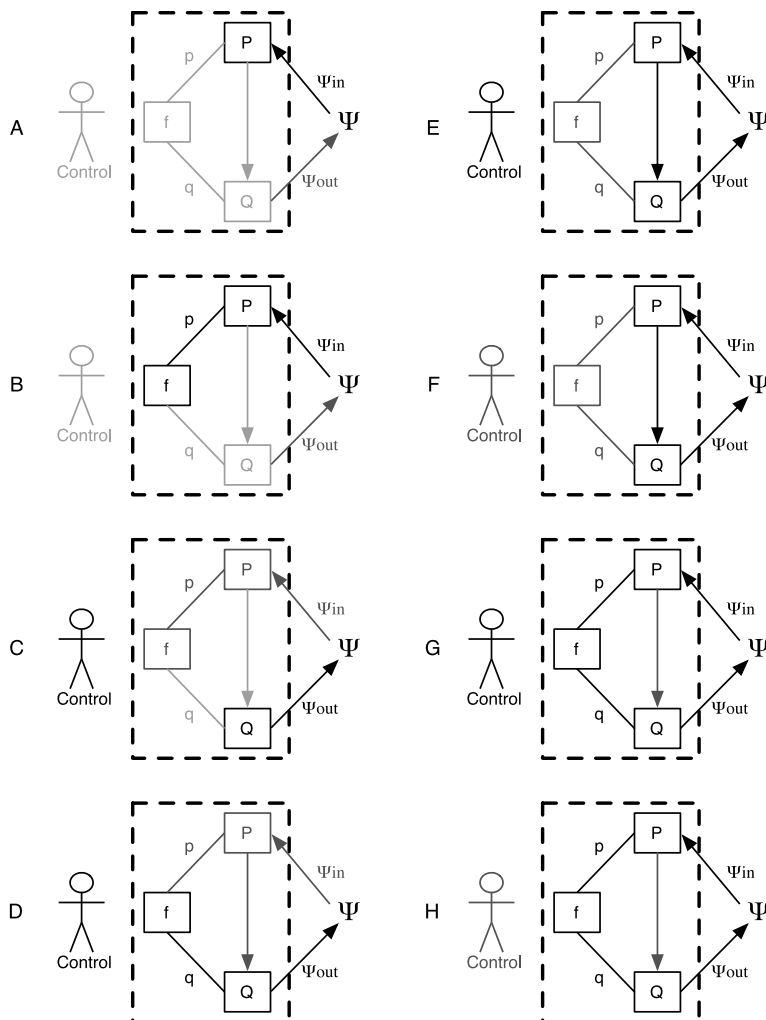 A
Control
p
P
f
q
Q
Ψin
Ψ
Ψout
B
Control
p
P
f
q
Q
Ψin
Ψ
Ψout
C
Control
p
P
f
q
Q
Ψin
Ψ
Ψout
D
Control
p
P
f
q
Q
Ψin
Ψ
Ψout
E
Control
p
P
f
q
Q
Ψin
Ψ
Ψout
F
Control
p
P
f
q
Q
Ψin
Ψ
Ψout
G
Control
p
P
f
q
Q
Ψin
Ψ
Ψout
H
Control
p
P
f
q
Q
Ψin
Ψ
Ψout